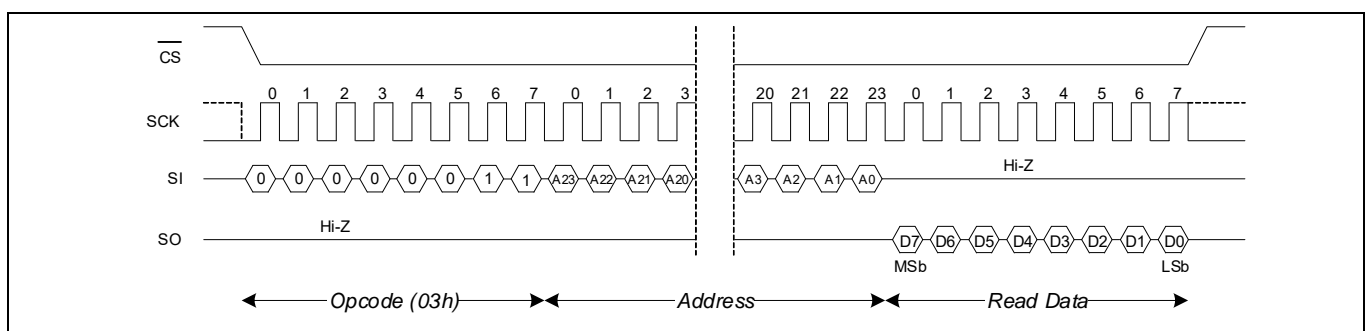 CS
0 1 2 3 4 5 6 7 0 1 2 3 20 21 22 23 0 1 2 3 4 5 6 7
SCK
Hi-Z
SI 0 0 0 0 0 0 1 1 A23 A22 A21 A20 A3 A2 A1 A0
Hi-Z
SO D7 D6 D5 D4 D3 D2 D1 D0
MSb LSb
Opcode (03h) Address Read Data